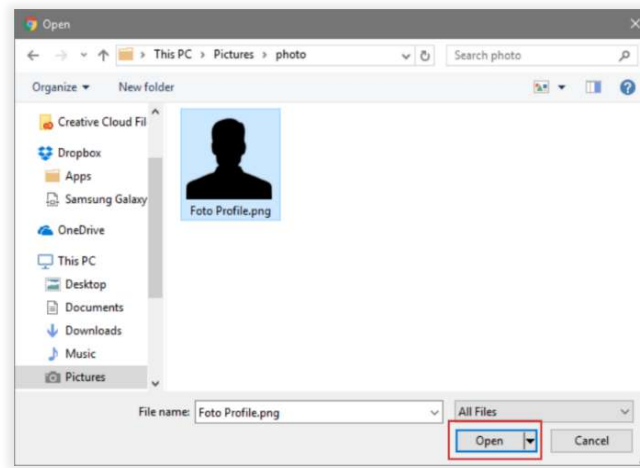 Open
This PC > Pictures > photo
Search photo
Organize
New folder
Creative Cloud Fil
Dropbox
Apps
Samsung Galaxy
OneDrive
This PC
Desktop
Documents
Downloads
Music
Pictures
Foto Profile.png
File name: Foto Profile.png
All Files
Open
Cancel